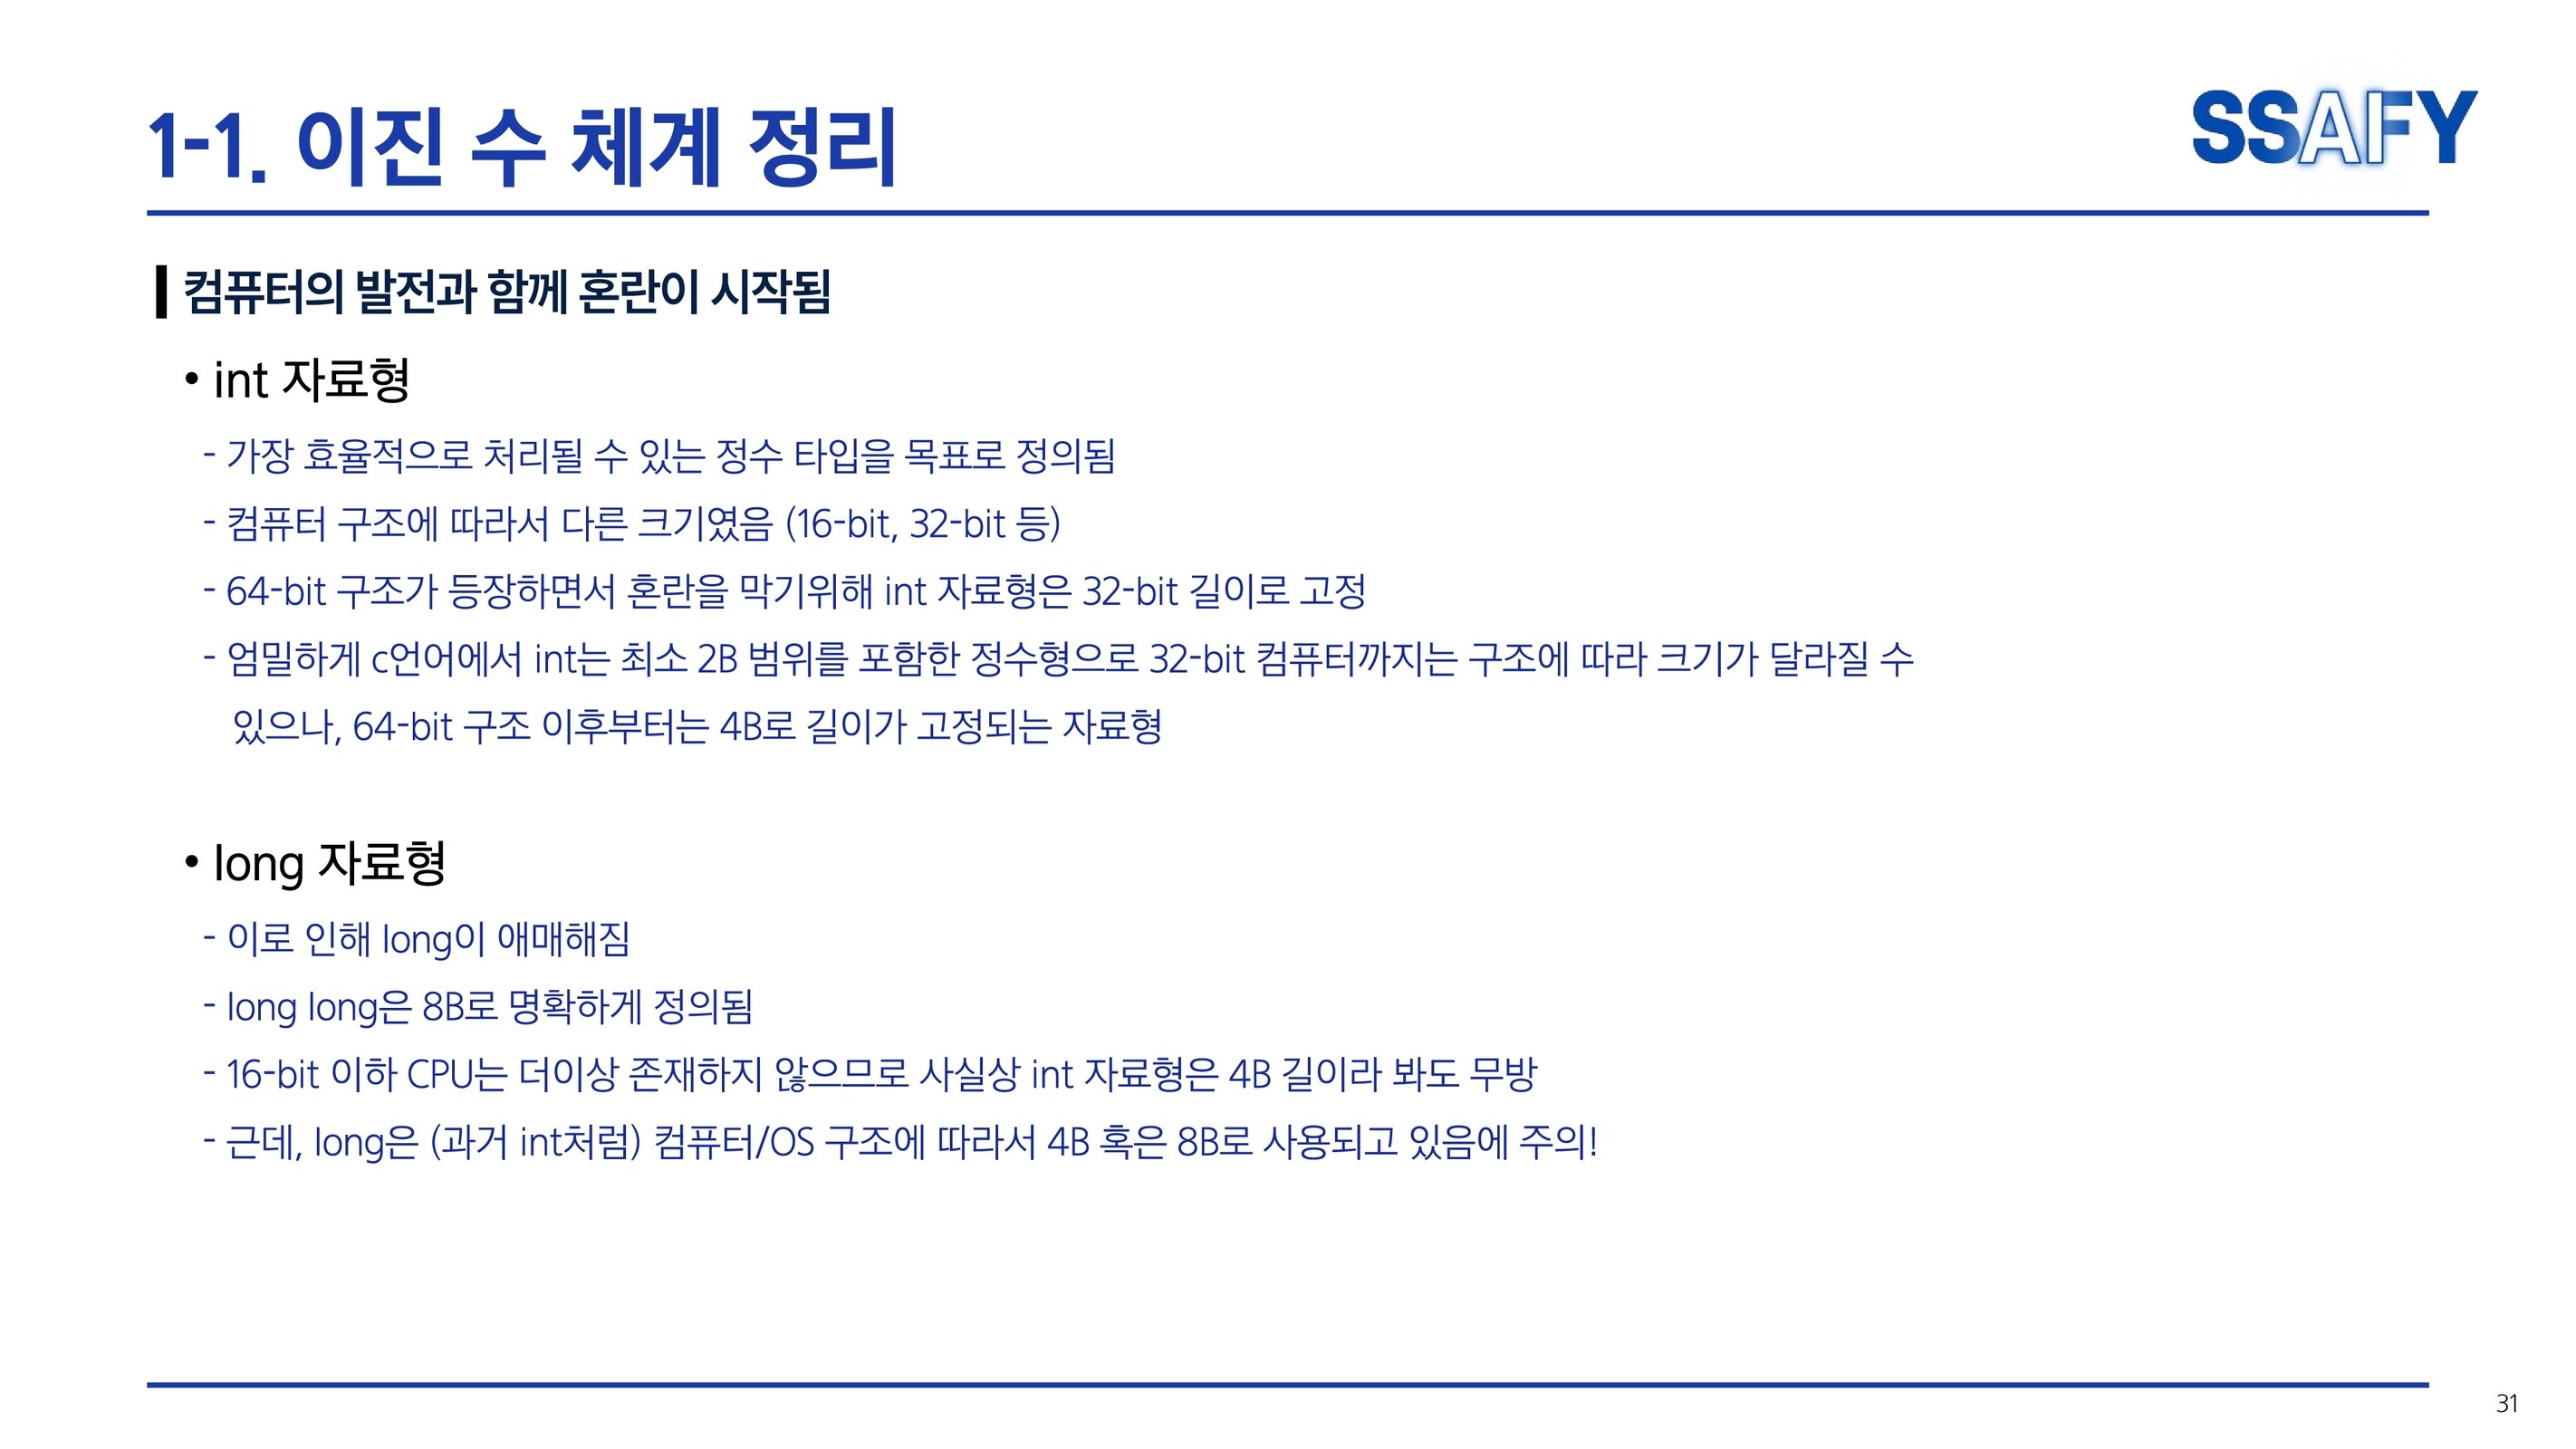 1-1. 이진 수 체계 정리
SSAFY
컴퓨터의 발전과 함께 혼란이 시작됨
• int 자료형
- 가장 효율적으로 처리될 수 있는 정수 타입을 목표로 정의됨
- 컴퓨터 구조에 따라서 다른 크기였음 (16-bit, 32-bit 등)
- 64-bit 구조가 등장하면서 혼란을 막기위해 int 자료형은 32-bit 길이로 고정
- 엄밀하게 c언어에서 int는 최소 2B 범위를 포함한 정수형으로 32-bit 컴퓨터까지는 구조에 따라 크기가 달라질 수
있으나, 64-bit 구조 이후부터는 4B로 길이가 고정되는 자료형
• long 자료형
- 이로 인해 long이 애매해짐
- long long은 8B로 명확하게 정의됨
- 16-bit 이하 CPU는 더이상 존재하지 않으므로 사실상 int 자료형은 4B 길이라 봐도 무방
- 근데, long은 (과거 int처럼) 컴퓨터/OS 구조에 따라서 4B 혹은 8B로 사용되고 있음에 주의!
31